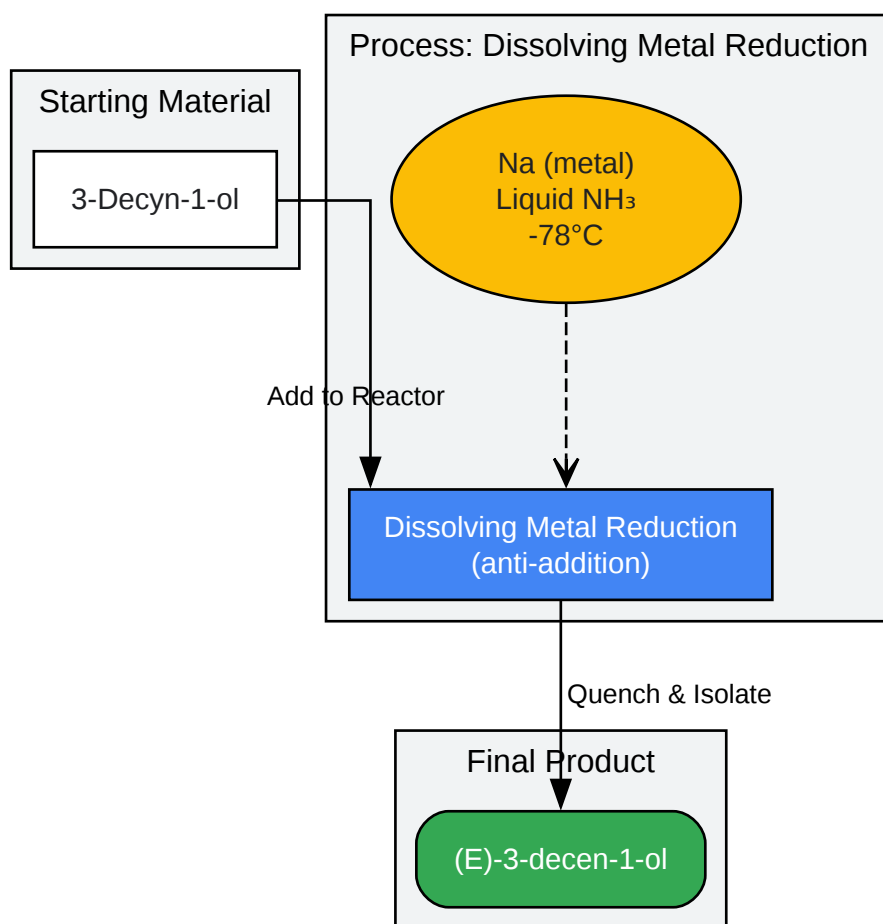 Process: Dissolving Metal Reduction
Starting Material
3-Decyn-1-ol
Na (metal)
Liquid NH₃
-78°C
Add to Reactor
Dissolving Metal Reduction
(anti-addition)
Quench & Isolate
Final Product
(E)-3-decen-1-ol